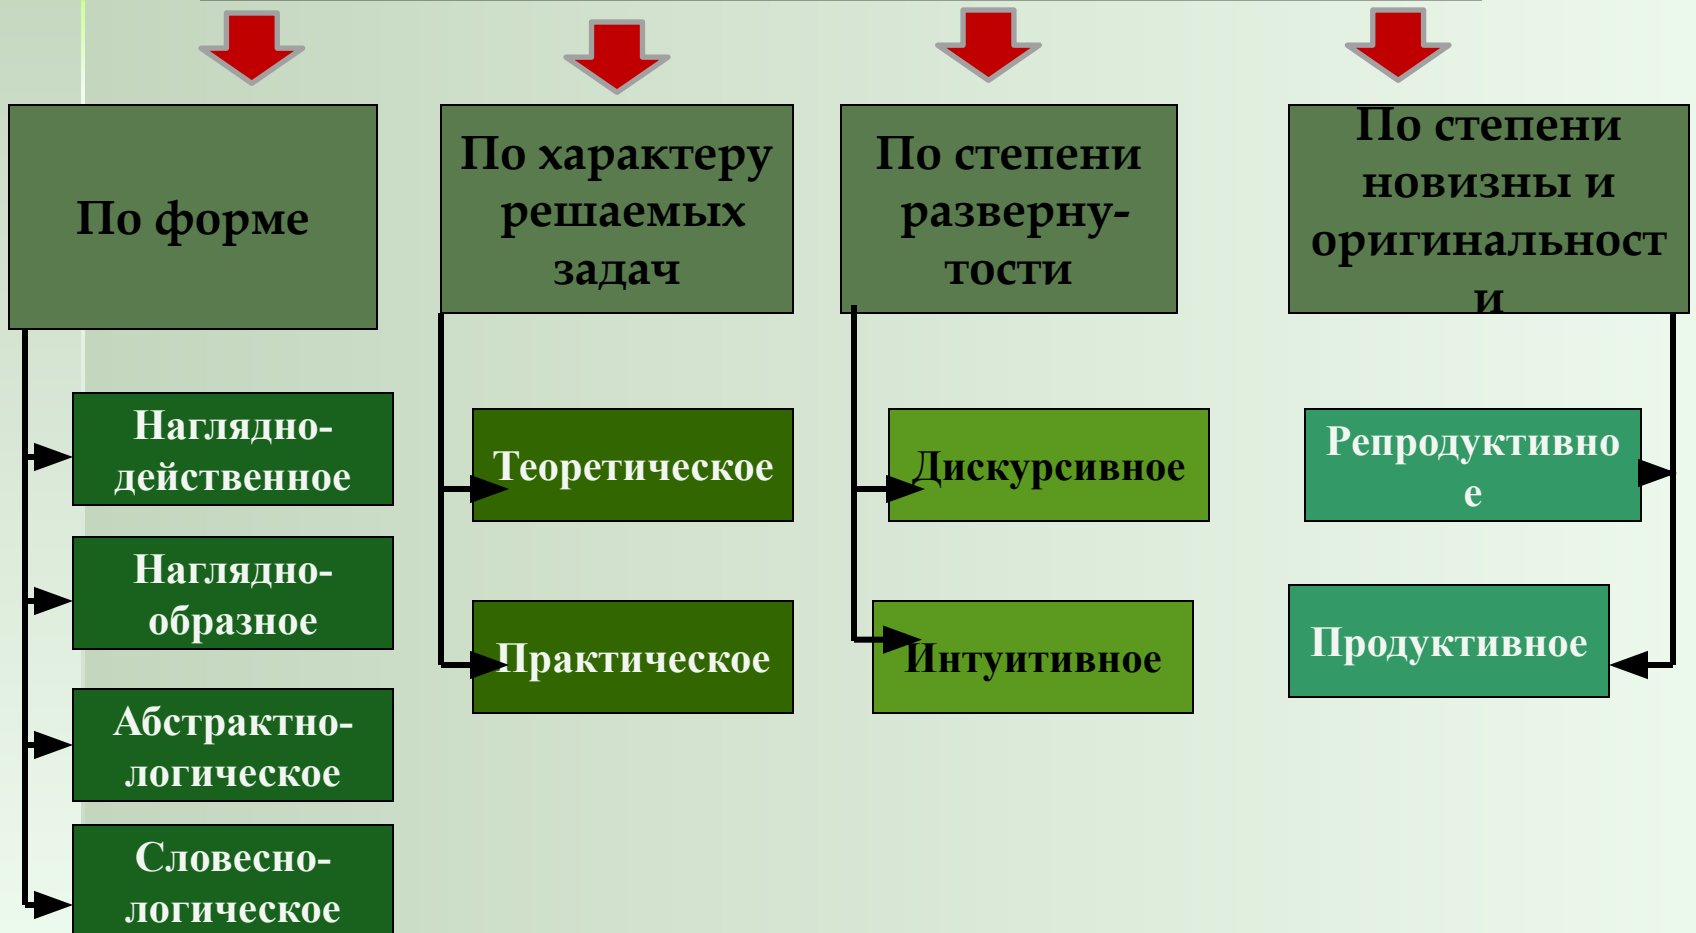 По форме
По характеру
решаемых
задач
По степени
разверну-
тости
По степени
новизны и
оригинальност
и
Наглядно-
действенное
Наглядно-
образное
Абстрактно-
логическое
Словесно-
логическое
Теоретическое
Практическое
Дискурсивное
Интуитивное
Репродуктивно
е
Продуктивное